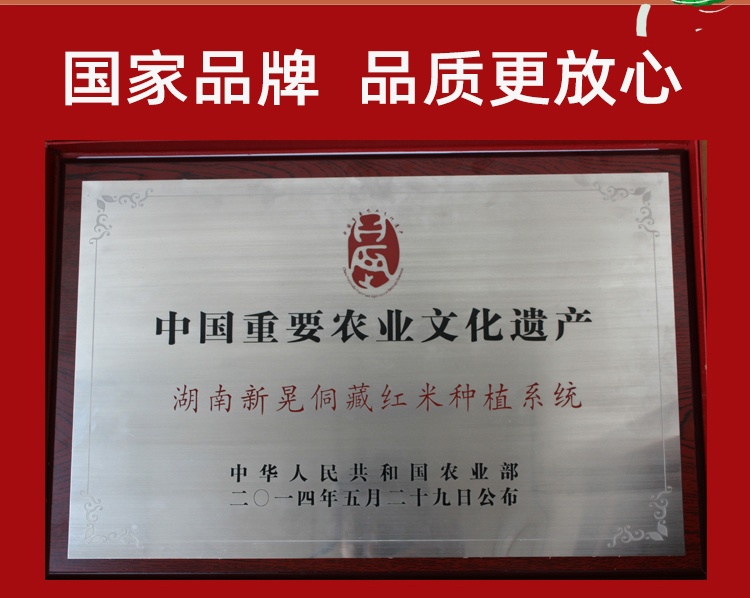 国家品牌 品质更放心
中国重要农业文化遗产
湖南新晃侗藏红米种植系统
中华人民共和国农业部
二〇一四年五月二十九日公布